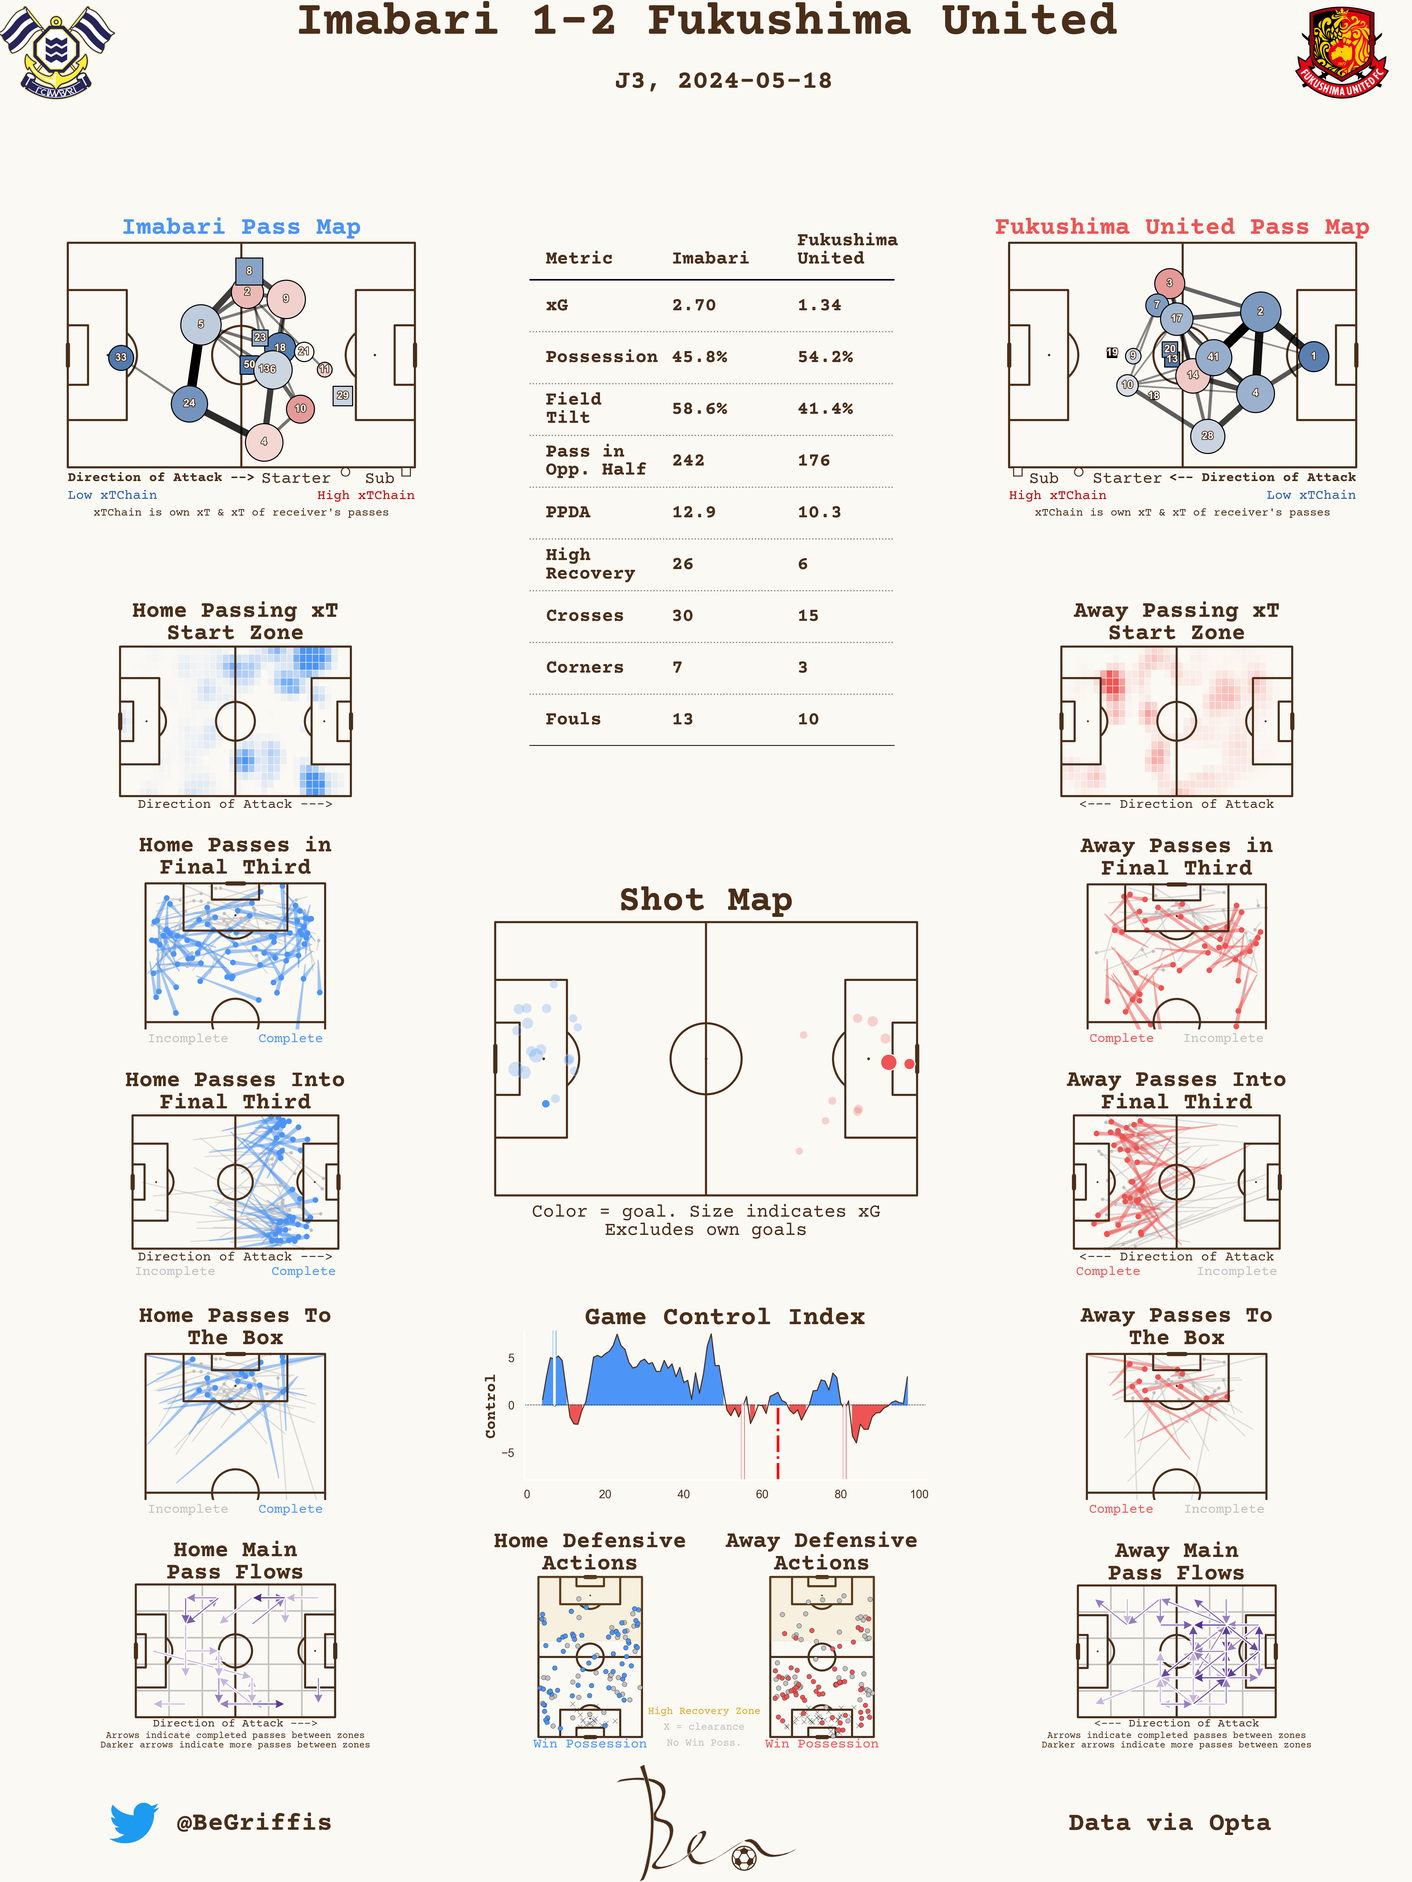 Imabari 1-2 Fukushima United
J3, 2024-05-18
FC.IMABARI
FUKUSHIMA UNITED FC
Imabari Pass Map
8
2
9
5
23
18
21
33
50
136
11
29
24
10
4
Direction of Attack --> Starter Sub
Low xTChain High xTChain
xTChain is own xT & xT of receiver's passes
Metric Imabari Fukushima United
xG 2.70 1.34
Possession 45.8% 54.2%
Field Tilt 58.6% 41.4%
Pass in Opp. Half 242 176
PPDA 12.9 10.3
High Recovery 26 6
Crosses 30 15
Corners 7 3
Fouls 13 10
Fukushima United Pass Map
3
7
17
2
19
9
20
13
41
1
14
10
18
4
28
Sub Starter <-- Direction of Attack
High xTChain Low xTChain
xTChain is own xT & xT of receiver's passes
Home Passing xT
Start Zone
Direction of Attack --->
Away Passing xT
Start Zone
<--- Direction of Attack
Home Passes in
Final Third
Incomplete Complete
Away Passes in
Final Third
Complete Incomplete
Shot Map
Color = goal. Size indicates xG
Excludes own goals
Home Passes Into
Final Third
Direction of Attack --->
Incomplete Complete
Away Passes Into
Final Third
<--- Direction of Attack
Complete Incomplete
Home Passes To
The Box
Incomplete Complete
Game Control Index
Control
5
0
−5
0 20 40 60 80 100
Away Passes To
The Box
Complete Incomplete
Home Main
Pass Flows
Direction of Attack --->
Arrows indicate completed passes between zones
Darker arrows indicate more passes between zones
Home Defensive
Actions
Win Possession
Away Defensive
Actions
Win Possession
High Recovery Zone
X = clearance
No Win Poss.
Away Main
Pass Flows
<--- Direction of Attack
Arrows indicate completed passes between zones
Darker arrows indicate more passes between zones
@BeGriffis
Ben
Data via Opta